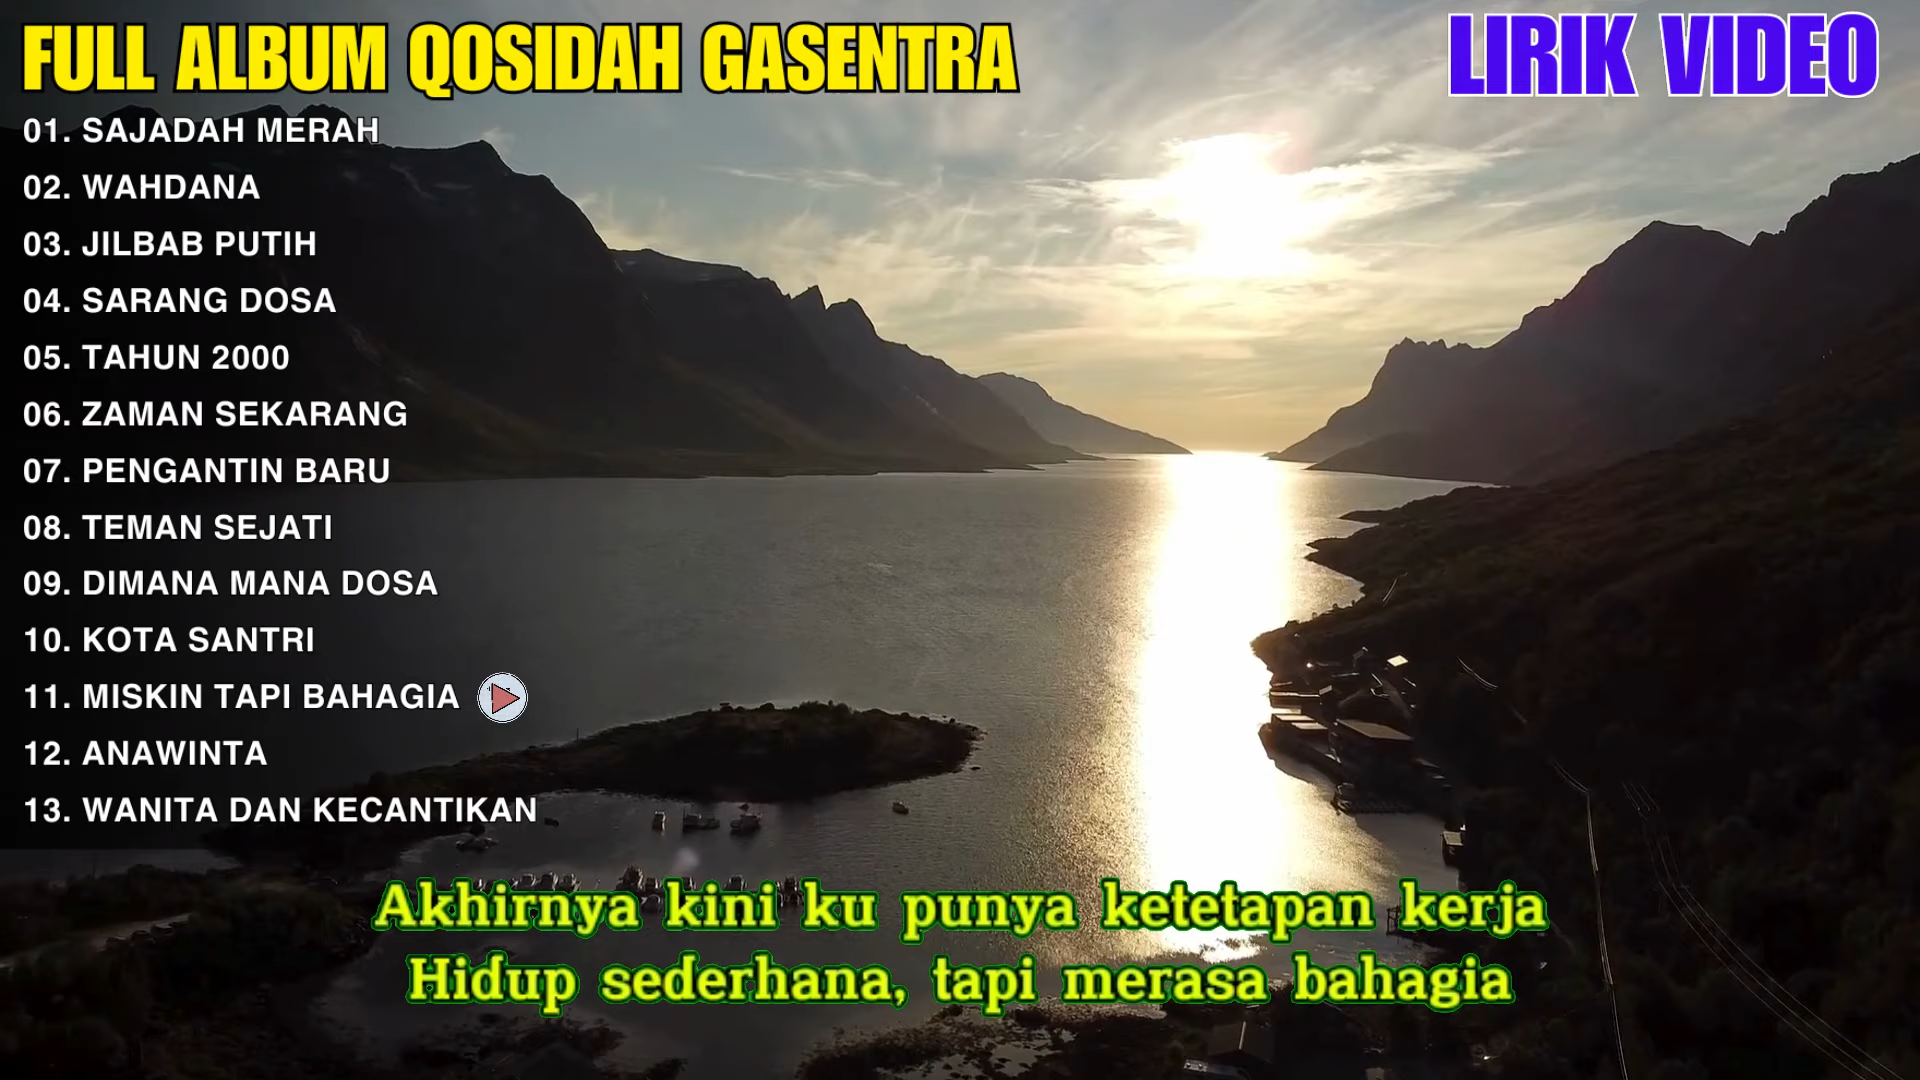 FULL ALBUM QOSIDAH GASENTRA
LIRIK VIDEO
01. SAJADAH MERAH
02. WAHDANA
03. JILBAB PUTIH
04. SARANG DOSA
05. TAHUN 2000
06. ZAMAN SEKARANG
07. PENGANTIN BARU
08. TEMAN SEJATI
09. DIMANA MANA DOSA
10. KOTA SANTRI
11. MISKIN TAPI BAHAGIA
12. ANAWINTA
13. WANITA DAN KECANTIKAN
Akhirnya kini ku punya ketetapan kerja
Hidup sederhana, tapi merasa bahagia